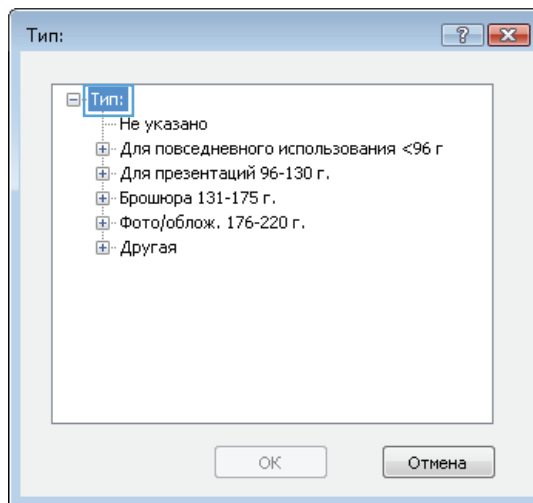 Тип:
Тип:
Не указано
Для повседневного использования <96 г
Для презентаций 96-130 г.
Брошюра 131-175 г.
Фото/облож. 176-220 г.
Другая
ОК
Отмена